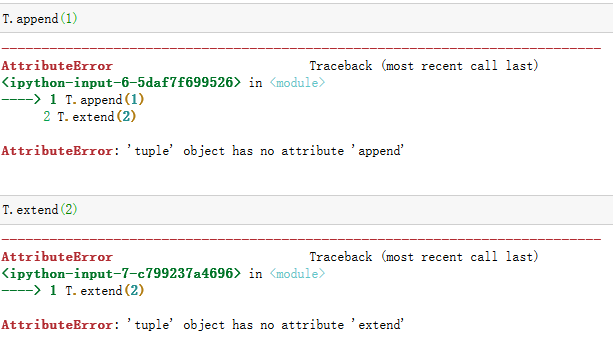 T.append(1)
---------------------------------------------------------------------------
AttributeError                            Traceback (most recent call last)
<ipython-input-6-5daf7f699526> in <module>
----> 1 T.append(1)
      2 T.extend(2)
AttributeError: 'tuple' object has no attribute 'append'
T.extend(2)
---------------------------------------------------------------------------
AttributeError                            Traceback (most recent call last)
<ipython-input-7-c799237a4696> in <module>
----> 1 T.extend(2)
AttributeError: 'tuple' object has no attribute 'extend'